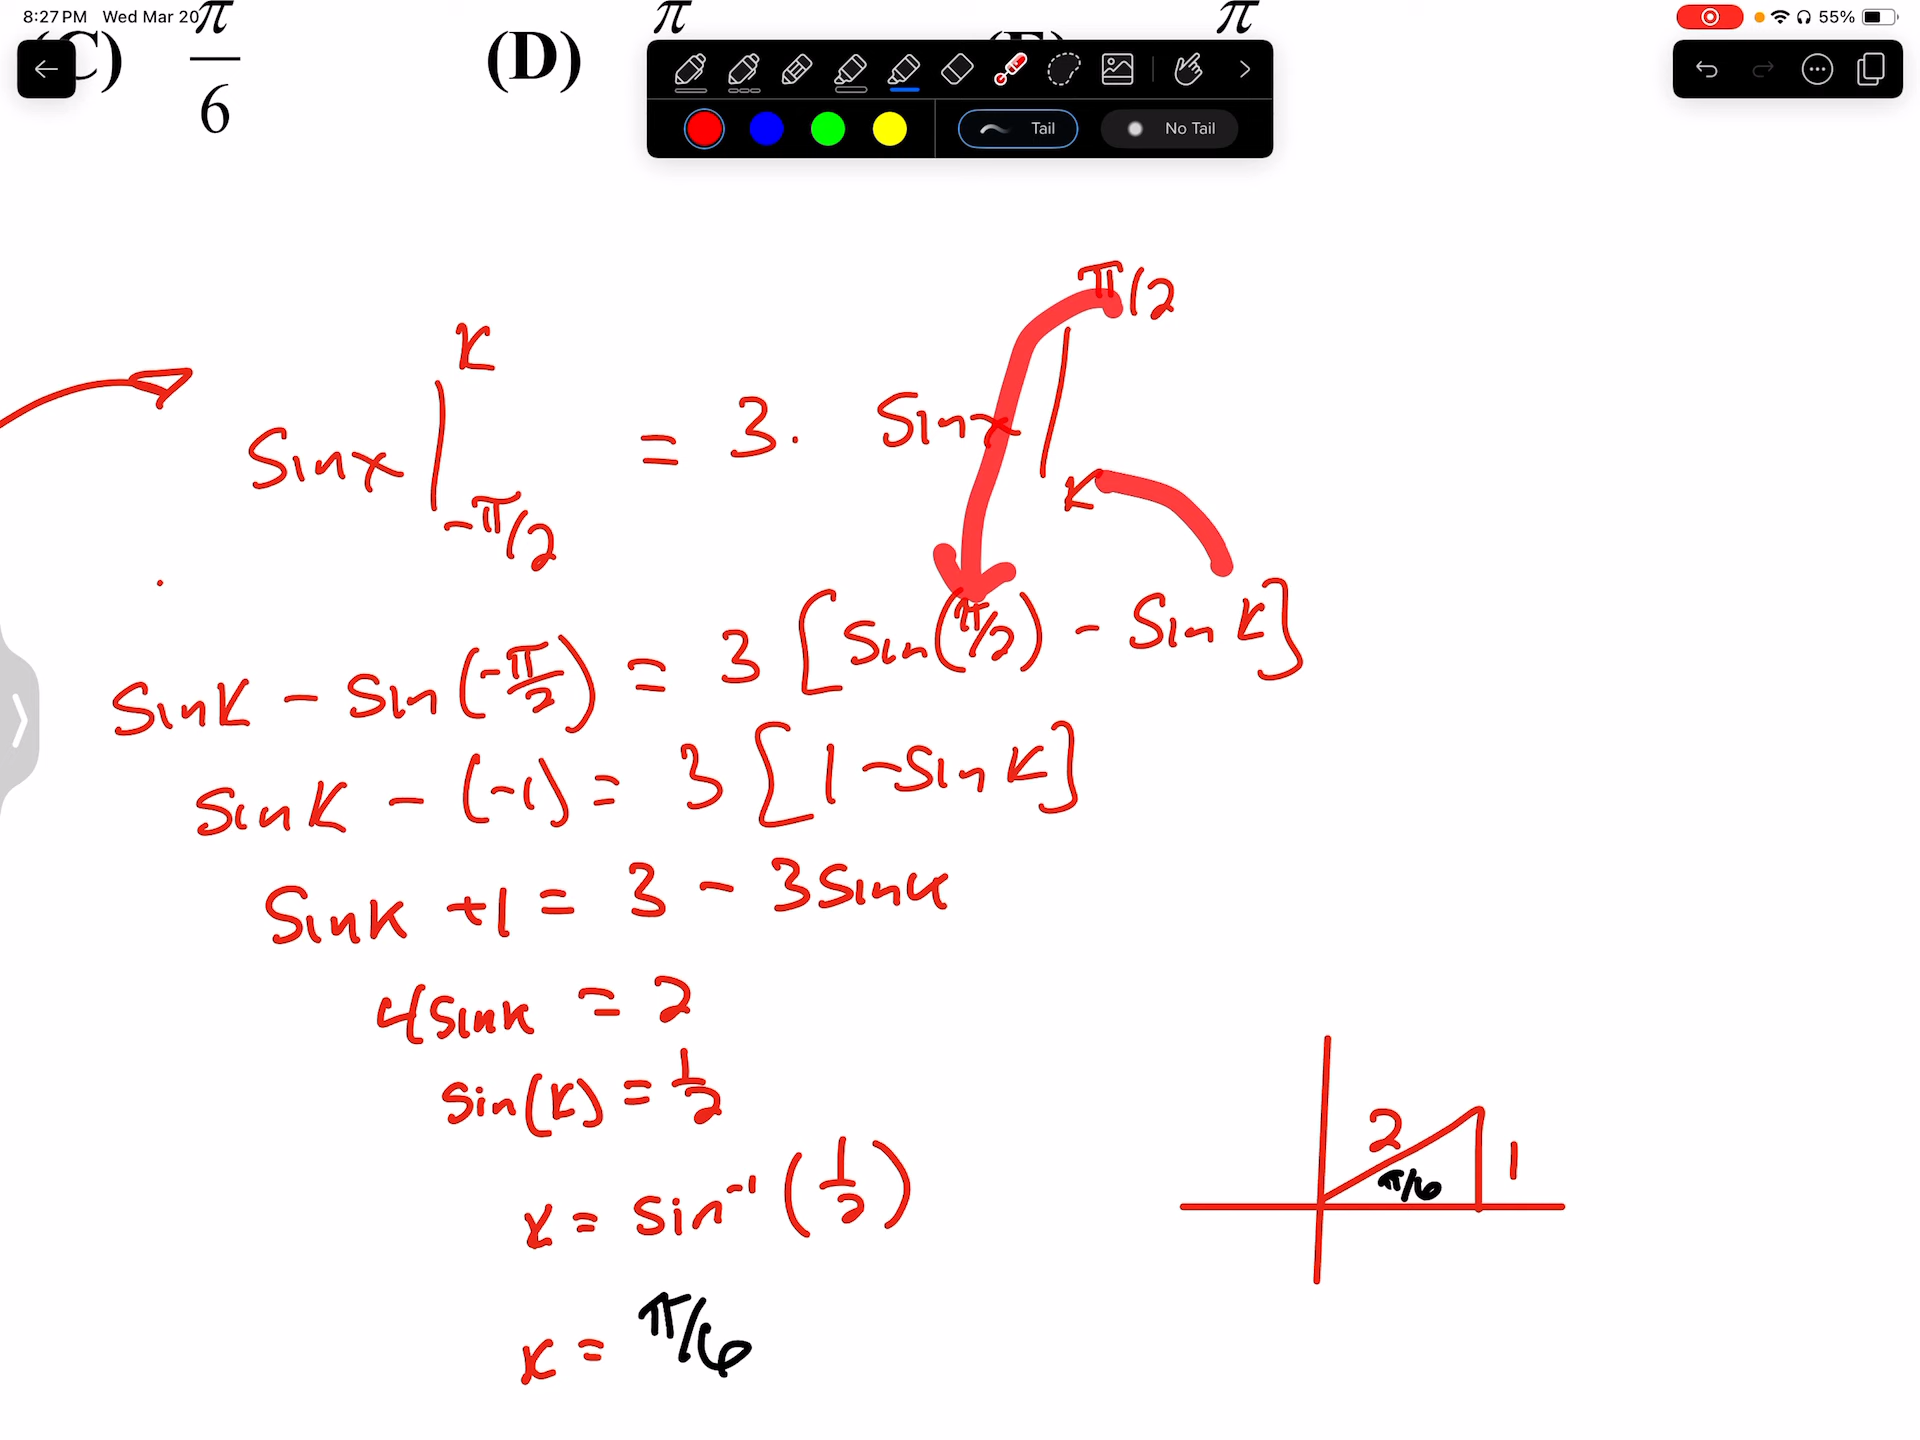 8:27 PM Wed Mar 20
55%
(C) π/6 (D) π (E) π
Tail No Tail
sinx |_{-π/2}^{K} = 3 · sinx |_{K}^{π/2}
sinK - sin(-π/2) = 3 [sin(π/2) - sinK]
sinK - (-1) = 3 [1 - sinK]
sinK +1 = 3 - 3sinK
4sinK = 2
sin(K) = 1/2
K = sin⁻¹(1/2)
K = π/6
2
π/6
1